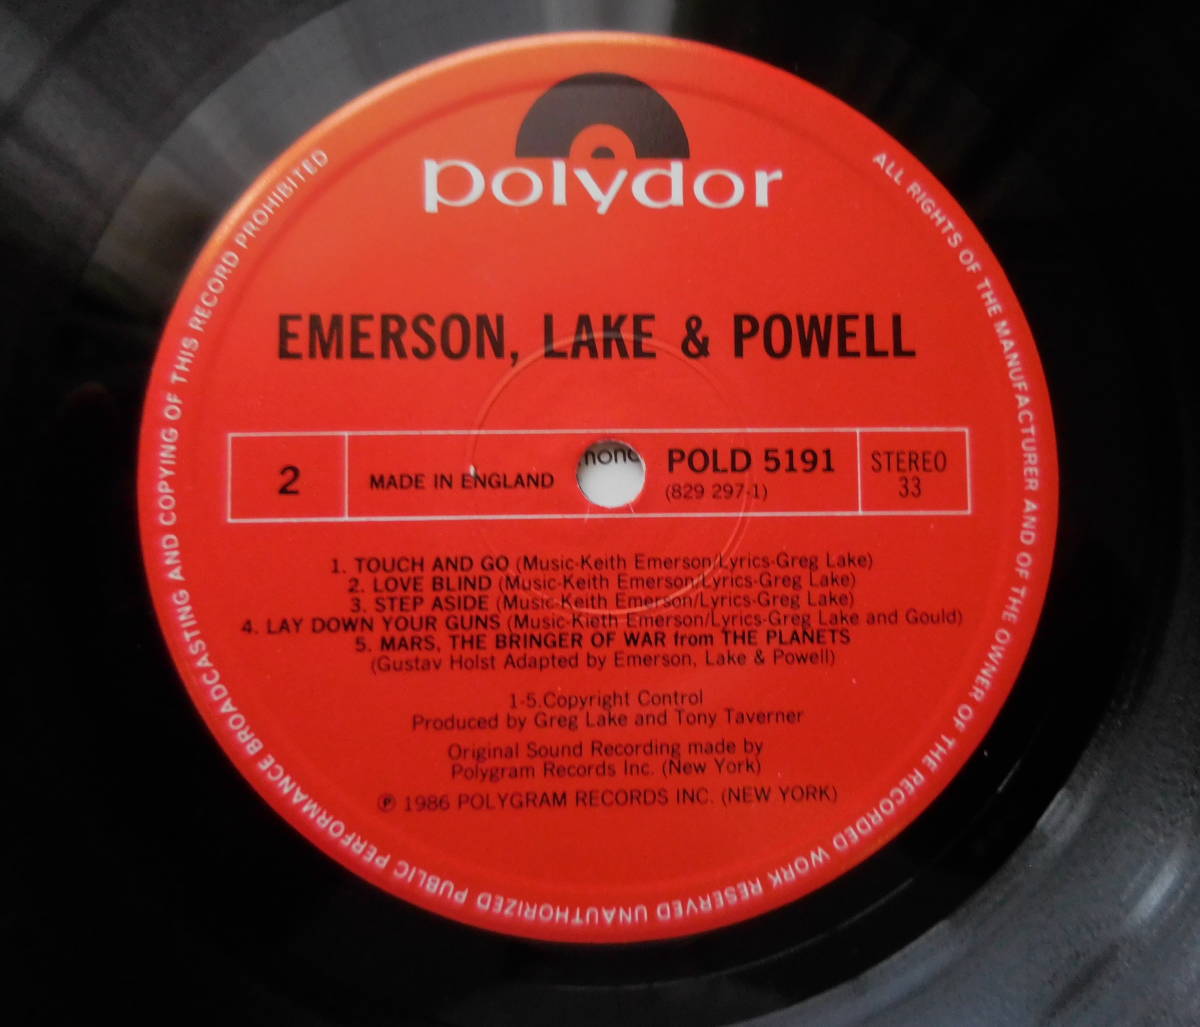 polydor
EMERSON, LAKE & POWELL
2
MADE IN ENGLAND
mono
POLD 5191
(829 297-1)
STEREO
33
1. TOUCH AND GO (Music-Keith Emerson/Lyrics-Greg Lake)
2. LOVE BLIND (Music-Keith Emerson/Lyrics-Greg Lake)
3. STEP ASIDE (Music-Keith Emerson/Lyrics-Greg Lake)
4. LAY DOWN YOUR GUNS (Music-Kieth Emerson/Lyrics-Greg Lake and Gould)
5. MARS, THE BRINGER OF WAR from THE PLANETS
(Gustav Holst Adapted by Emerson, Lake & Powell)
1-5.Copyright Control
Produced by Greg Lake and Tony Taverner
Original Sound Recording made by
Polygram Records Inc. (New York)
℗ 1986 POLYGRAM RECORDS INC. (NEW YORK)
ALL RIGHTS OF THE MANUFACTURER AND OF THE OWNER OF THE RECORDED WORK RESERVED UNAUTHORIZED PUBLIC PERFORMANCE BROADCASTING AND COPYING OF THIS RECORD PROHIBITED